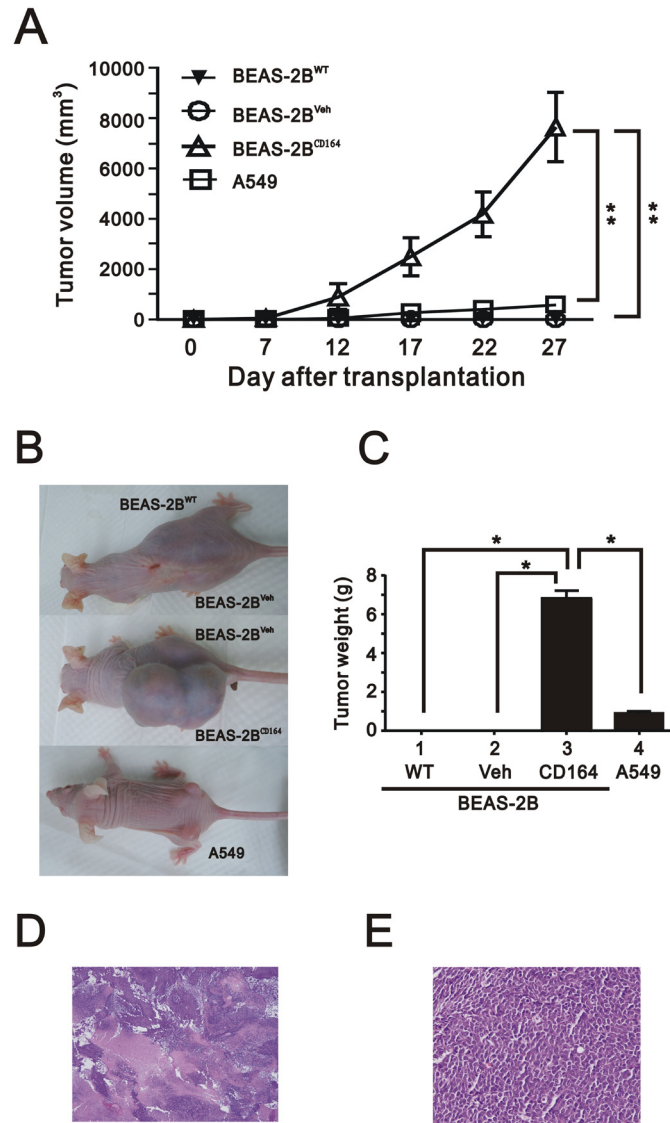 A
Tumor volume (mm³)
10000
8000
6000
4000
2000
0
BEAS-2BWT
BEAS-2BVeh
BEAS-2BCD164
A549
**
**
0 7 12 17 22 27
Day after transplantation
B
BEAS-2BWT
BEAS-2BVeh
BEAS-2BVeh
BEAS-2BCD164
A549
C
Tumor weight (g)
8
6
4
2
0
*
*
*
1 2 3 4
WT Veh CD164 A549
BEAS-2B
D
E